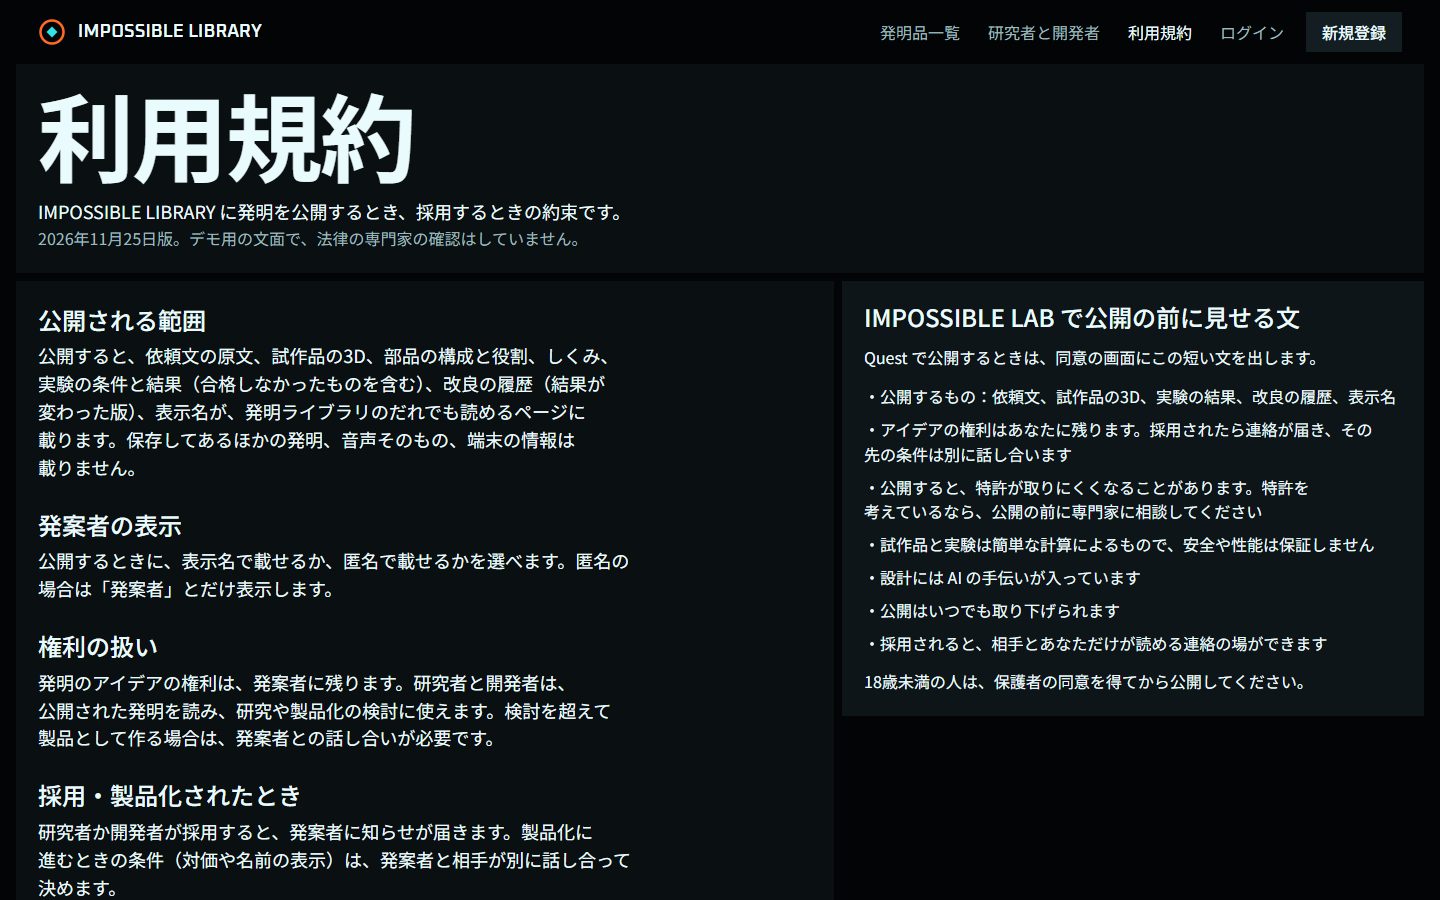 IMPOSSIBLE LIBRARY
発明品一覧
研究者と開発者
利用規約
ログイン
新規登録
利用規約
IMPOSSIBLE LIBRARY に発明を公開するとき、採用するときの約束です。
2026年11月25日版。デモ用の文面で、法律の専門家の確認はしていません。
公開される範囲
公開すると、依頼文の原文、試作品の3D、部品の構成と役割、しくみ、
実験の条件と結果（合格しなかったものを含む）、改良の履歴（結果が
変わった版）、表示名が、発明ライブラリのだれでも読めるページに
載ります。保存してあるほかの発明、音声そのもの、端末の情報は
載りません。
発案者の表示
公開するときに、表示名で載せるか、匿名で載せるかを選べます。匿名の
場合は「発案者」とだけ表示します。
権利の扱い
発明のアイデアの権利は、発案者に残ります。研究者と開発者は、
公開された発明を読み、研究や製品化の検討に使えます。検討を超えて
製品として作る場合は、発案者との話し合いが必要です。
採用・製品化されたとき
研究者か開発者が採用すると、発案者に知らせが届きます。製品化に
進むときの条件（対価や名前の表示）は、発案者と相手が別に話し合って
決めます。
IMPOSSIBLE LAB で公開の前に見せる文
Quest で公開するときは、同意の画面にこの短い文を出します。
・公開するもの：依頼文、試作品の3D、実験の結果、改良の履歴、表示名
・アイデアの権利はあなたに残ります。採用されたら連絡が届き、その
先の条件は別に話し合います
・公開すると、特許が取りにくくなることがあります。特許を
考えているなら、公開の前に専門家に相談してください
・試作品と実験は簡単な計算によるもので、安全や性能は保証しません
・設計には AI の手伝いが入っています
・公開はいつでも取り下げられます
・採用されると、相手とあなただけが読める連絡の場ができます
18歳未満の人は、保護者の同意を得てから公開してください。